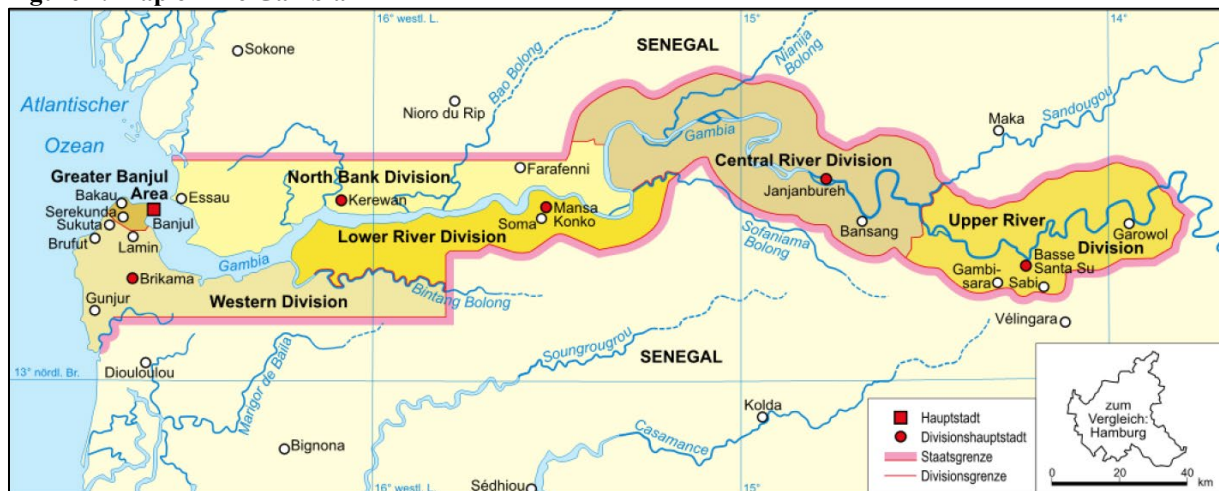 16° westl. L.
15°
14°
Sokone
SENEGAL
Nianija
Bolong
Bao Bolong
Atlantischer
Ozean
Nioro du Rip
Maka
Sandougou
Gambia
Farafenni
Central River Division
Greater Banjul
Area
Bakau
Essau
North Bank Division
Janjanbureh
Serekunda
Kerewan
Mansa
Konko
Sukuta
Banjul
Soma
Upper River
Division
Bansang
Garowol
Brufut
Lamin
Lower River Division
Sofaniama
Bolong
Basse
Santa Su
Gambia
Brikama
Gambi-
sara
Sabi
Gunjur
Western Division
Bintang Bolong
Vélingara
Soungrougrou
SENEGAL
Diouloulou
13° nördl. Br.
Marigor de Baïla
Kolda
Bignona
Casamance
Sédhiou
16° westl. L.
15°
Hauptstadt
Divisionshauptstadt
Staatsgrenze
Divisionsgrenze
zum
Vergleich:
Hamburg
0 20 40
km